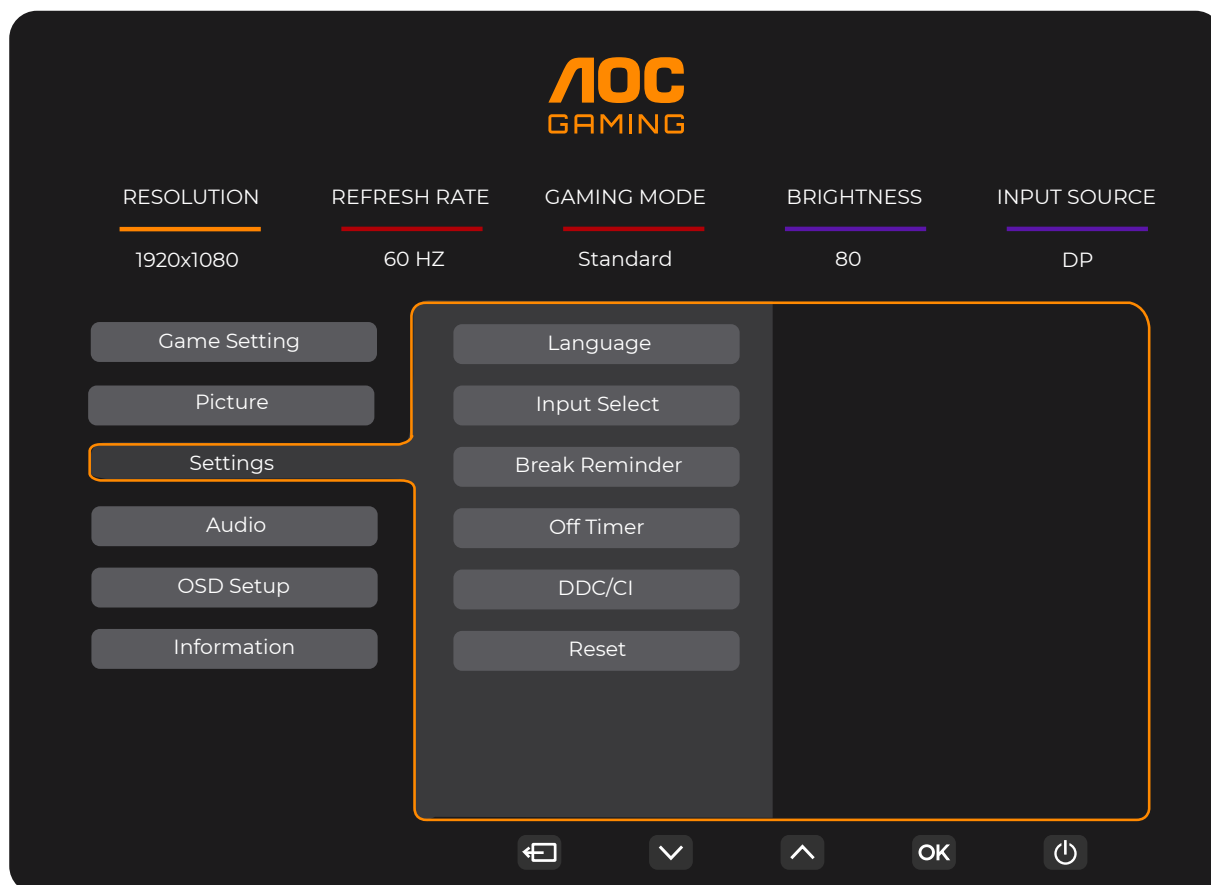 AOC
GAMING
RESOLUTION REFRESH RATE GAMING MODE BRIGHTNESS INPUT SOURCE
1920x1080 60 HZ Standard 80 DP
Game Setting
Picture
Settings
Audio
OSD Setup
Information
Language
Input Select
Break Reminder
Off Timer
DDC/CI
Reset
OK